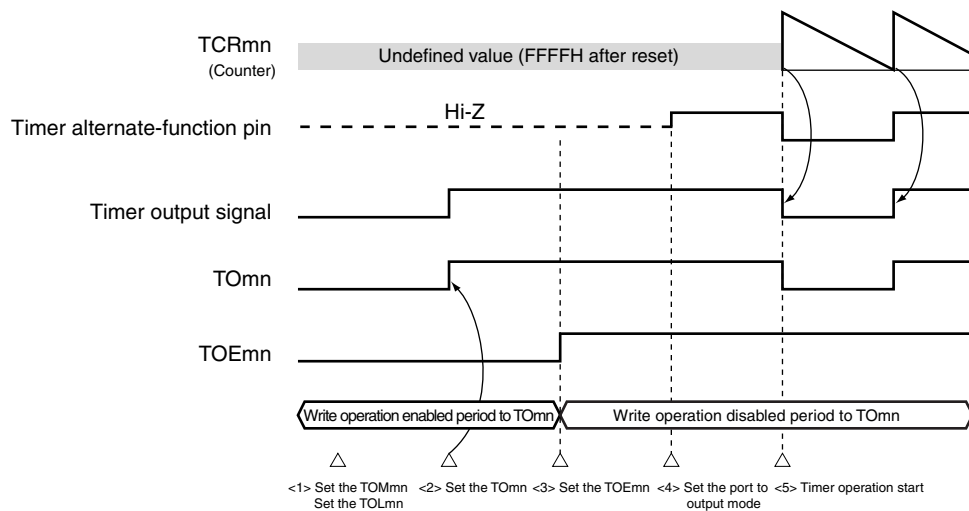 TCRmn
(Counter)
Undefined value (FFFFH after reset)
Timer alternate-function pin
Hi-Z
Timer output signal
TOmn
TOEmn
Write operation enabled period to TOmn
Write operation disabled period to TOmn
<1> Set the TOMmn
Set the TOLmn
<2> Set the TOmn
<3> Set the TOEmn
<4> Set the port to
output mode
<5> Timer operation start